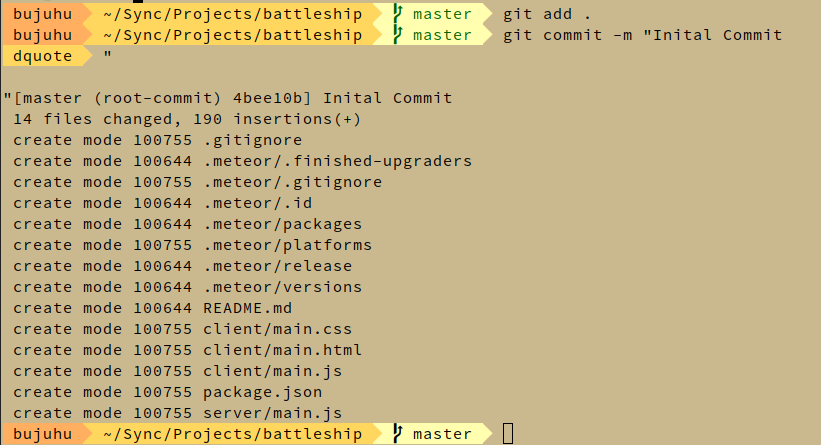 bujuhu ~/Sync/Projects/battleship master git add .
bujuhu ~/Sync/Projects/battleship master git commit -m "Inital Commit
dquote "
"[master (root-commit) 4bee10b] Inital Commit
14 files changed, 190 insertions(+)
create mode 100755 .gitignore
create mode 100644 .meteor/.finished-upgraders
create mode 100755 .meteor/.gitignore
create mode 100644 .meteor/.id
create mode 100644 .meteor/packages
create mode 100755 .meteor/platforms
create mode 100644 .meteor/release
create mode 100644 .meteor/versions
create mode 100644 README.md
create mode 100755 client/main.css
create mode 100755 client/main.html
create mode 100755 client/main.js
create mode 100755 package.json
create mode 100755 server/main.js
bujuhu ~/Sync/Projects/battleship master